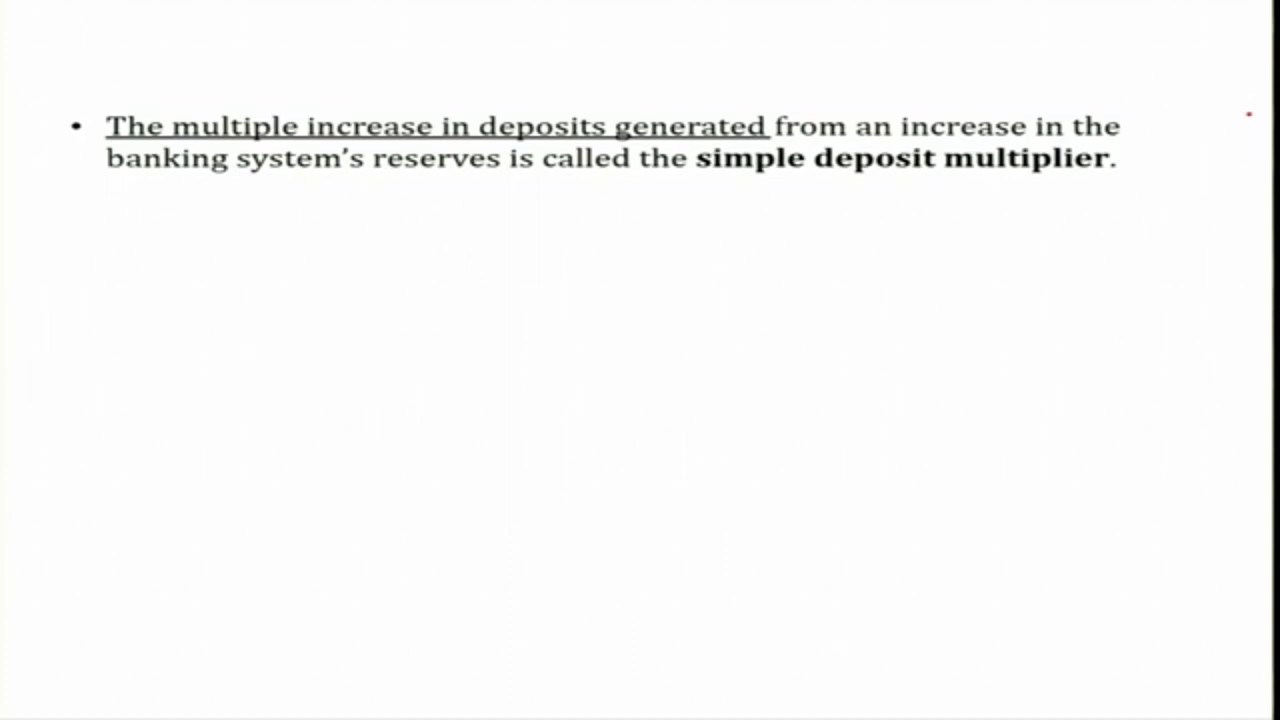 • The multiple increase in deposits generated from an increase in the
banking system's reserves is called the simple deposit multiplier.